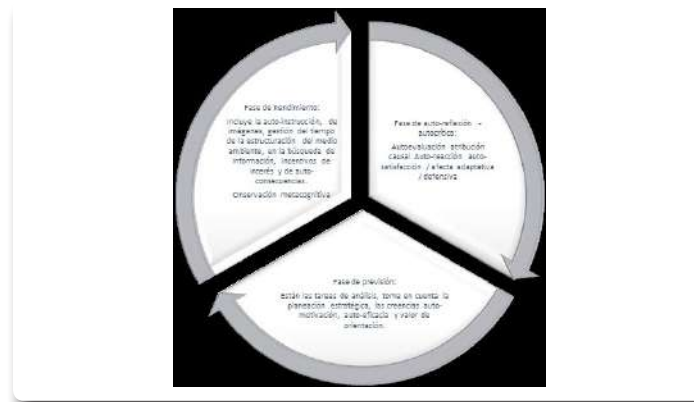 Fase de Rendimiento:
Incluye la auto-instrucción, de
imágenes, gestión del tiempo
de la estructuración del medio
ambiente, en la búsqueda de
información, incentivos de
interés y de auto-
consecuencias.
Observación metacognitiva
Fase de auto-reflexión –
autocrítica:
Autoevaluación atribución
causal Auto-reacción auto-
satisfacción / afecta adaptativa
/ defensiva
Fase de previsión:
Están las tareas de análisis, toma en cuenta la
planeación estratégica, las creencias auto-
motivación, auto-eficacia y valor de
orientación.